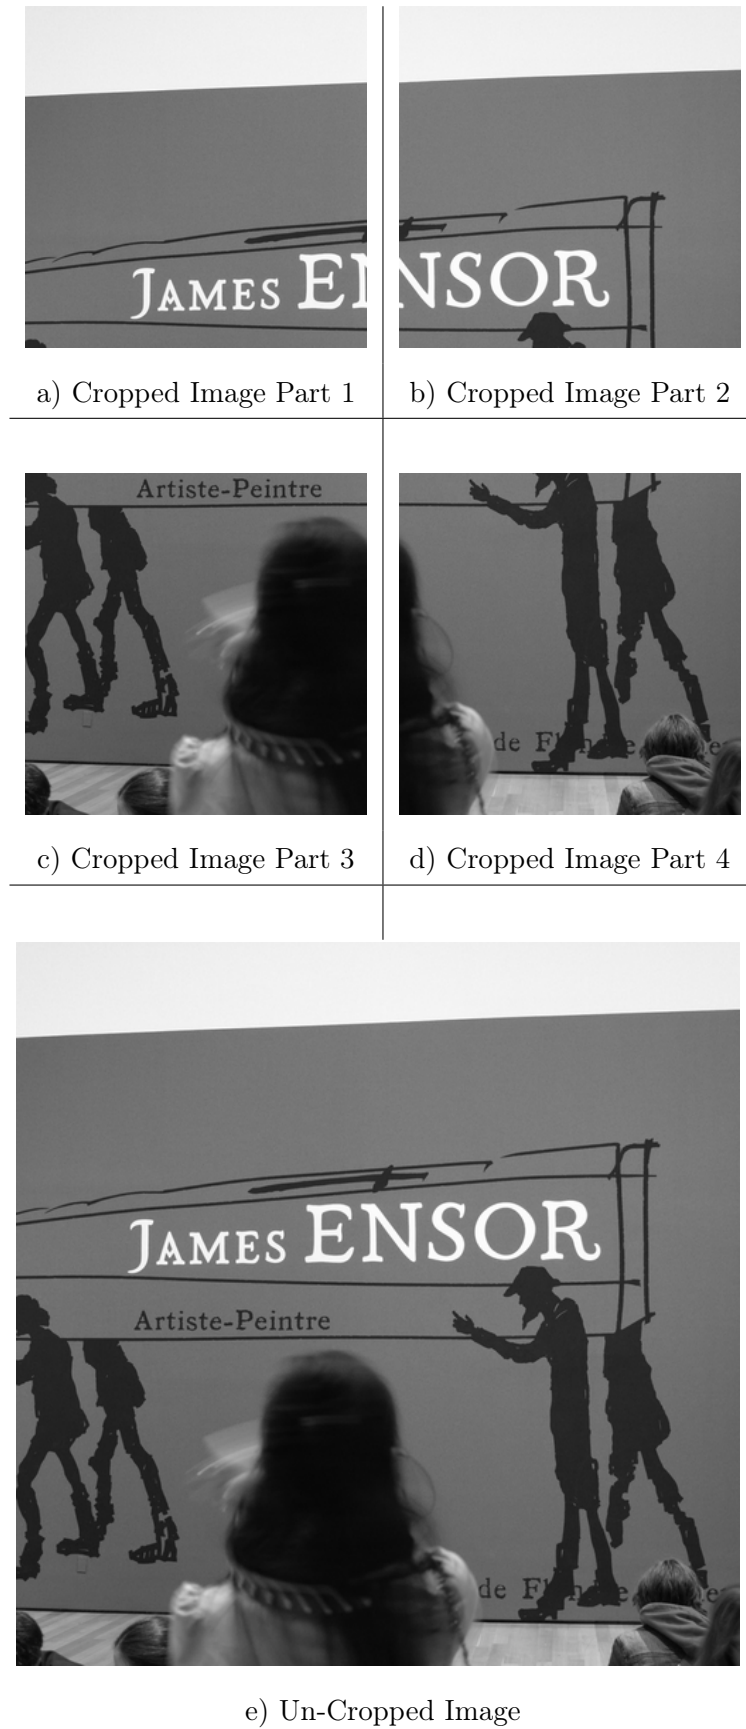 James EN
NSOR
a) Cropped Image Part 1
b) Cropped Image Part 2
Artiste-Peintre
de
c) Cropped Image Part 3
d) Cropped Image Part 4
James ENSOR
Artiste-Peintre
de
e) Un-Cropped Image